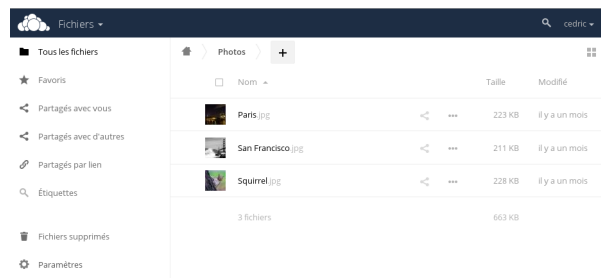 Fichiers
cedric
Tous les fichiers
Favoris
Partagés avec vous
Partagés avec d'autres
Partagés par lien
Étiquettes
Fichiers supprimés
Paramètres
Photos +
Nom Taille Modifié
Paris.jpg 223 KB il y a un mois
San Francisco.jpg 211 KB il y a un mois
Squirrel.jpg 228 KB il y a un mois
3 fichiers 663 KB